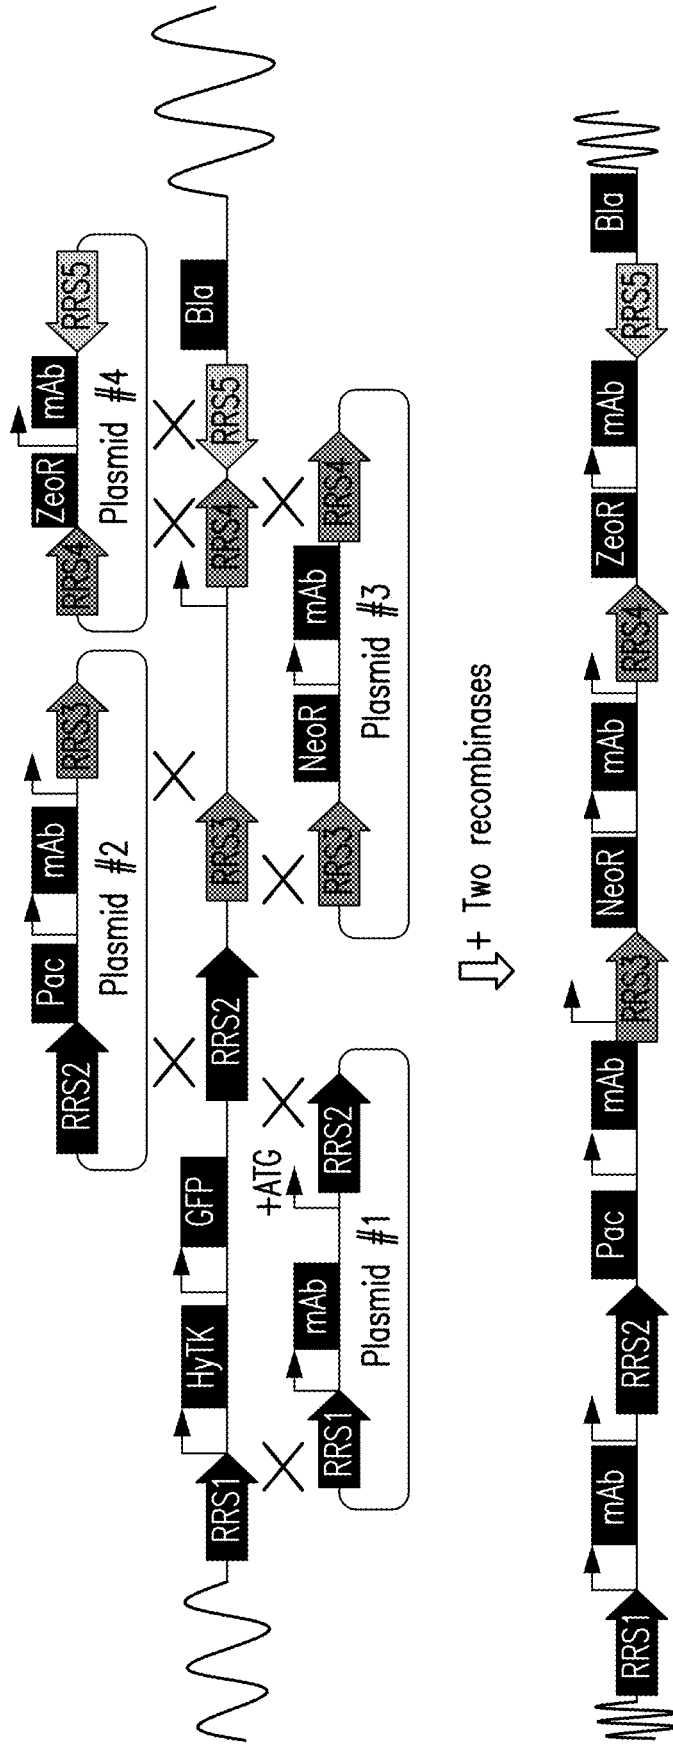 RRS2 Pac mAb RRS3
Plasmid #2
RRS4 ZeoR mAb RRS5
Plasmid #4
RRS1 HyTK GFP RRS2 RRS3 RRS4 RRS5 Bla
+ATG
RRS1 mAb RRS2
Plasmid #1
RRS3 NeoR mAb RRS4
Plasmid #3
+ Two recombinases
RRS1 mAb RRS2 Pac mAb RRS3 NeoR mAb RRS4 ZeoR mAb RRS5 Bla